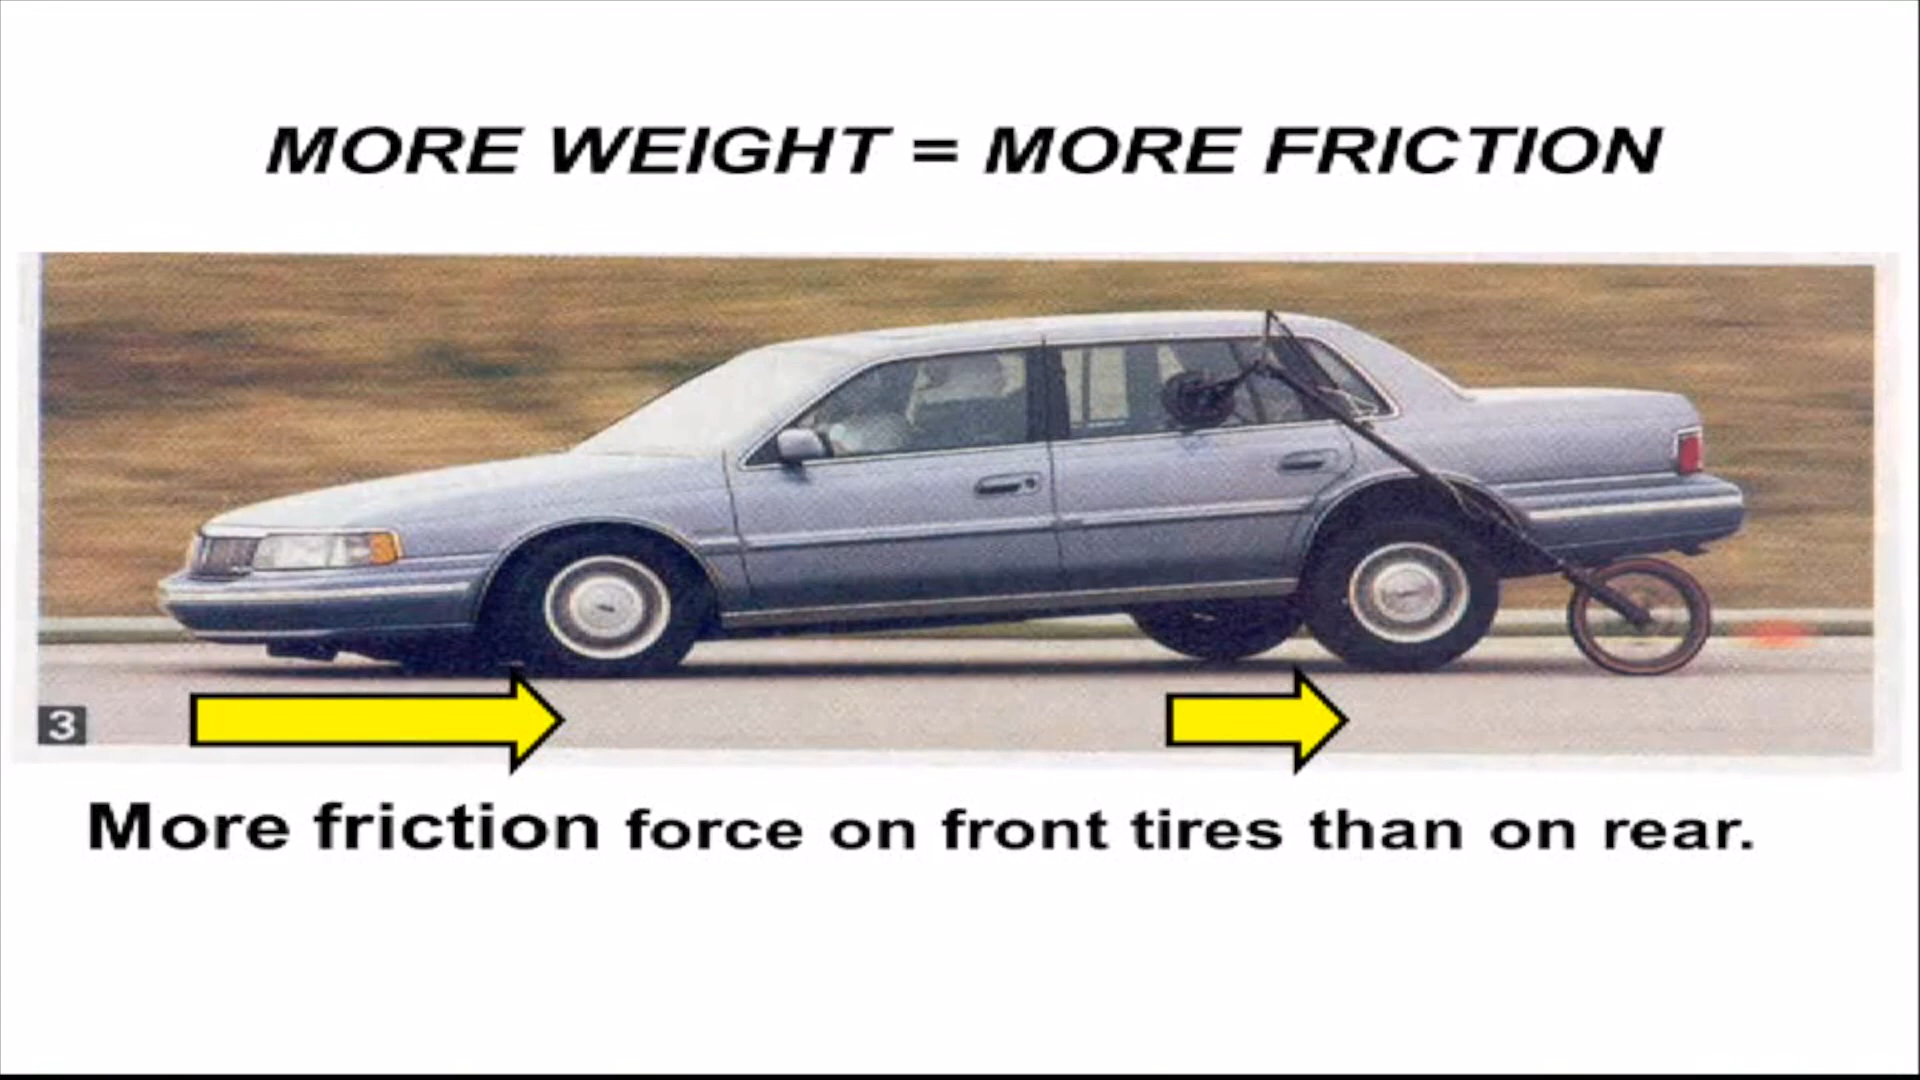 MORE WEIGHT = MORE FRICTION
3
More friction force on front tires than on rear.